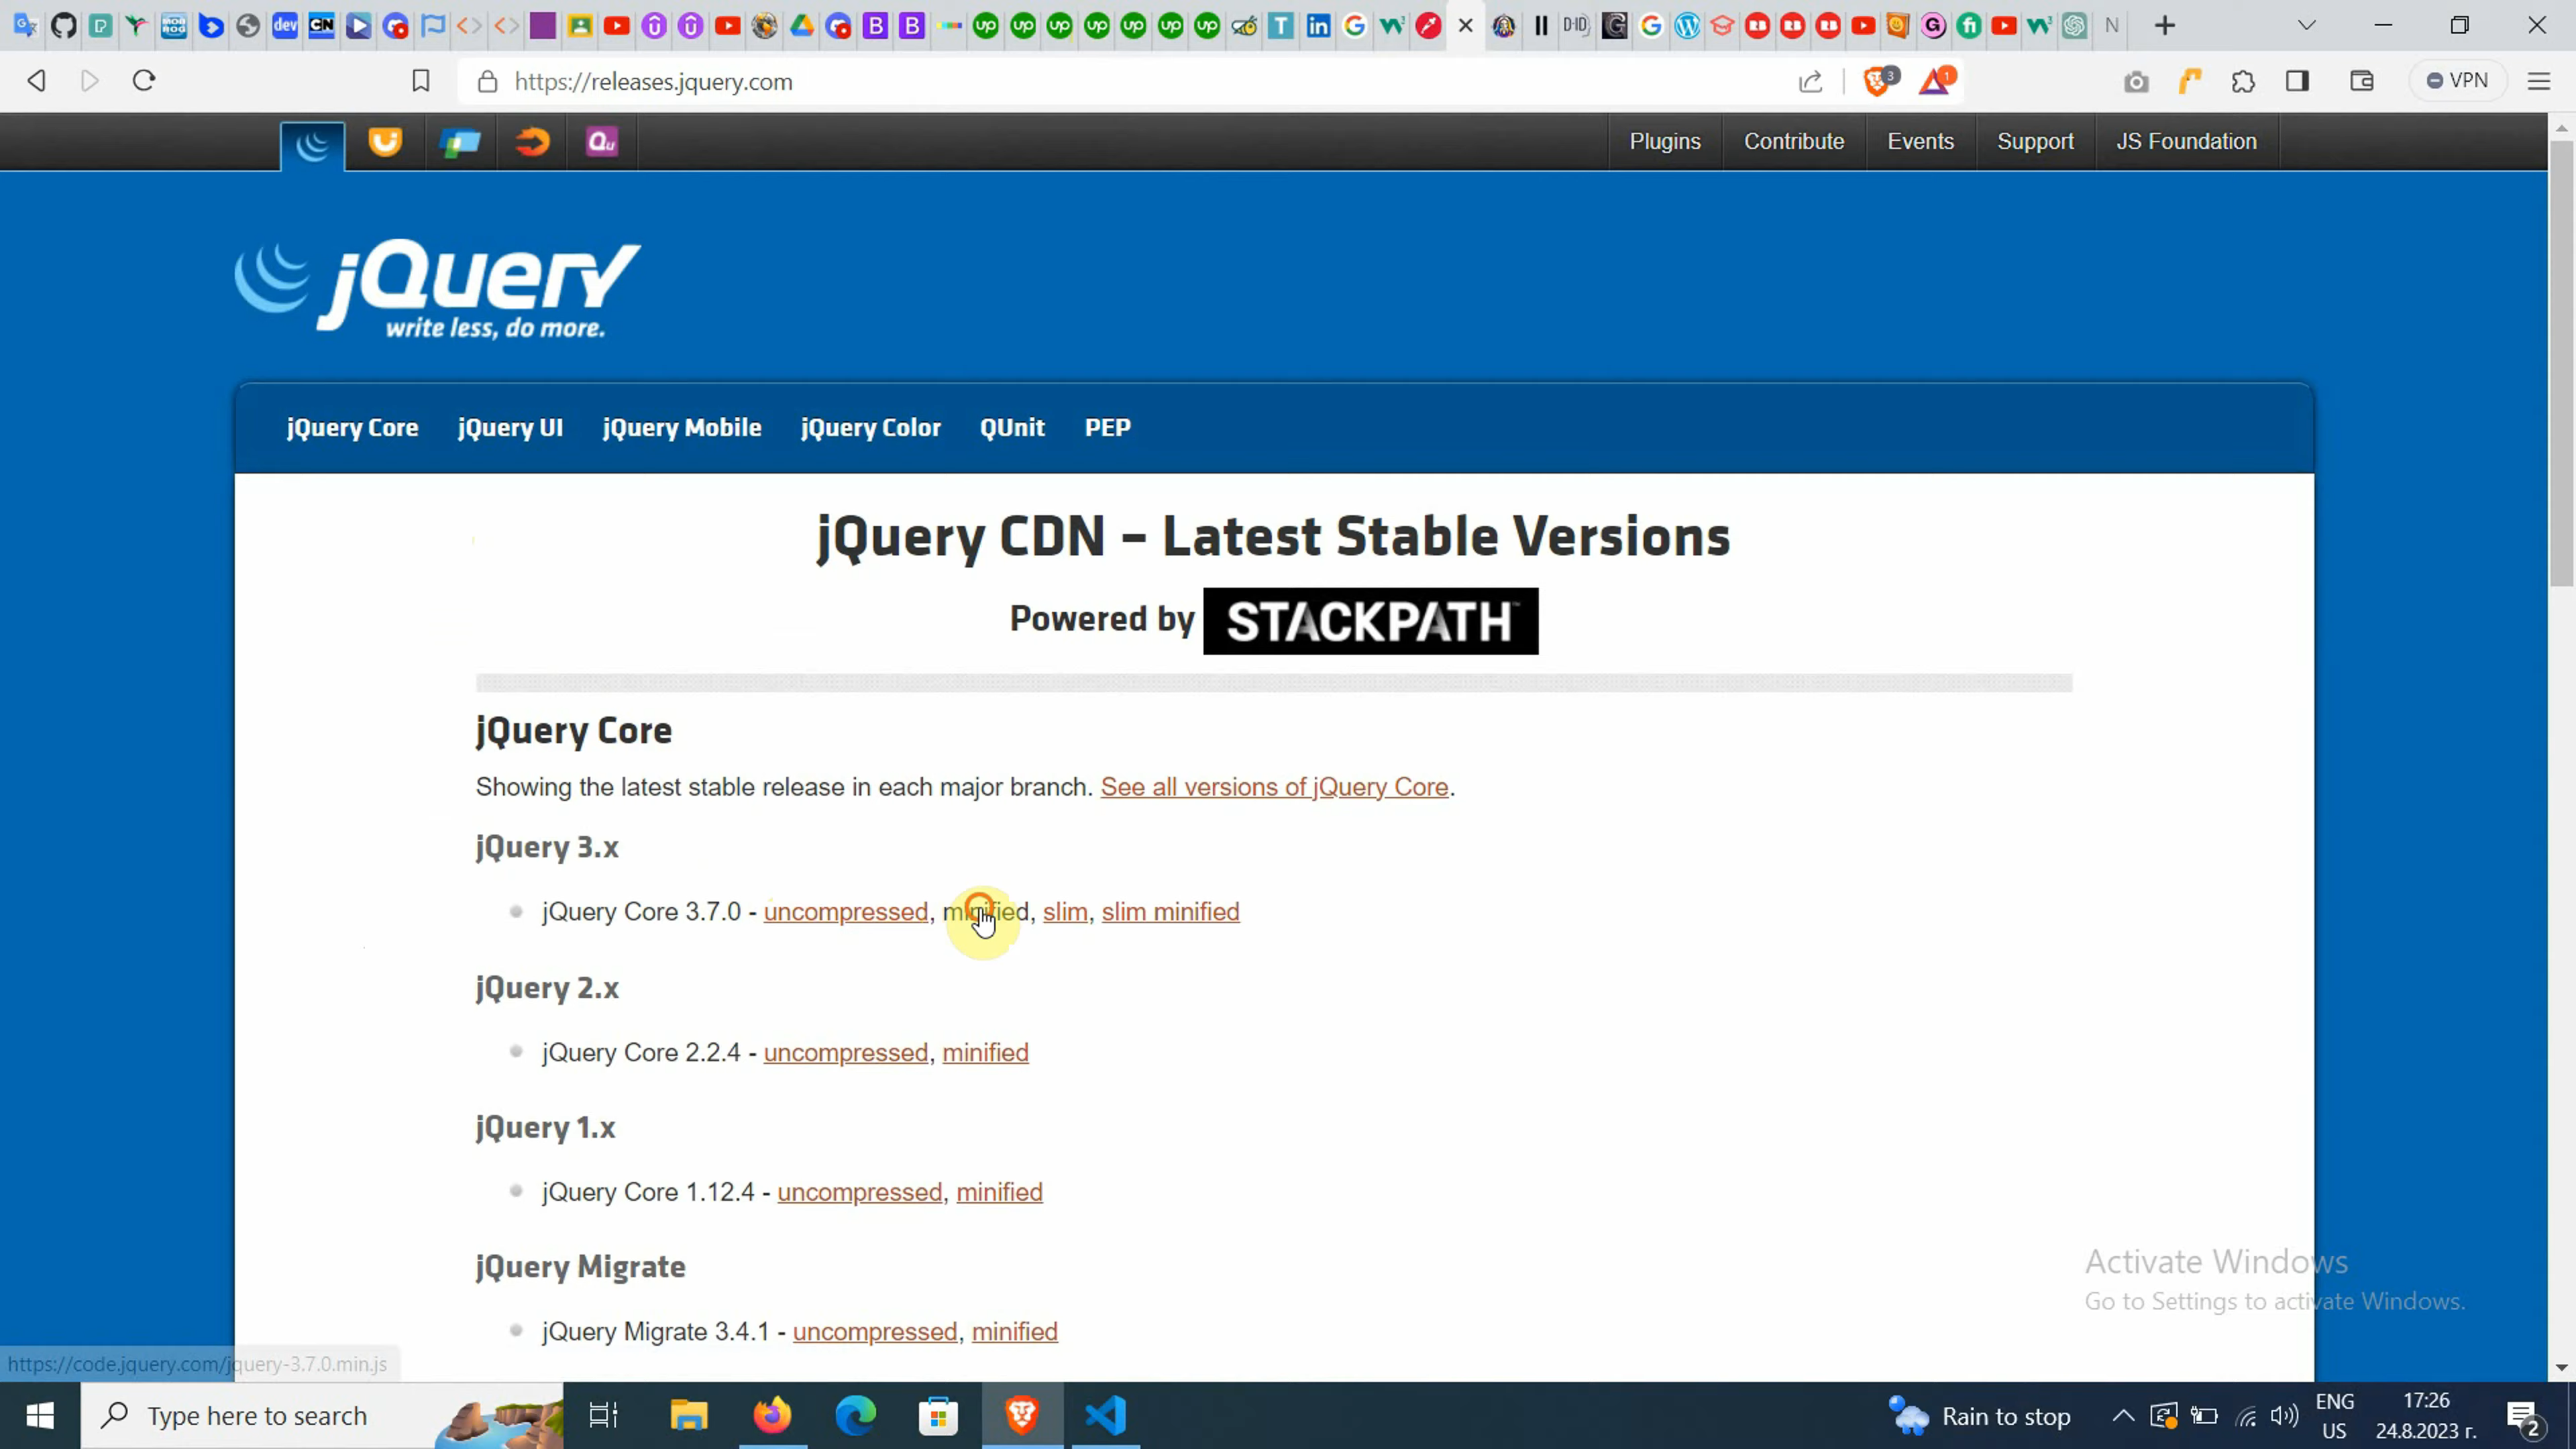 https://releases.jquery.com
VPN
Plugins
Contribute
Events
Support
JS Foundation
jQuery
write less, do more.
jQuery Core
jQuery UI
jQuery Mobile
jQuery Color
QUnit
PEP
jQuery CDN – Latest Stable Versions
Powered by STACKPATH
jQuery Core
Showing the latest stable release in each major branch. See all versions of jQuery Core.
jQuery 3.x
jQuery Core 3.7.0 - uncompressed, minified, slim, slim minified
jQuery 2.x
jQuery Core 2.2.4 - uncompressed, minified
jQuery 1.x
jQuery Core 1.12.4 - uncompressed, minified
jQuery Migrate
jQuery Migrate 3.4.1 - uncompressed, minified
Activate Windows
Go to Settings to activate Windows.
https://code.jquery.com/jquery-3.7.0.min.js
Type here to search
Rain to stop
ENG
US
17:26
24.8.2023 г.
2